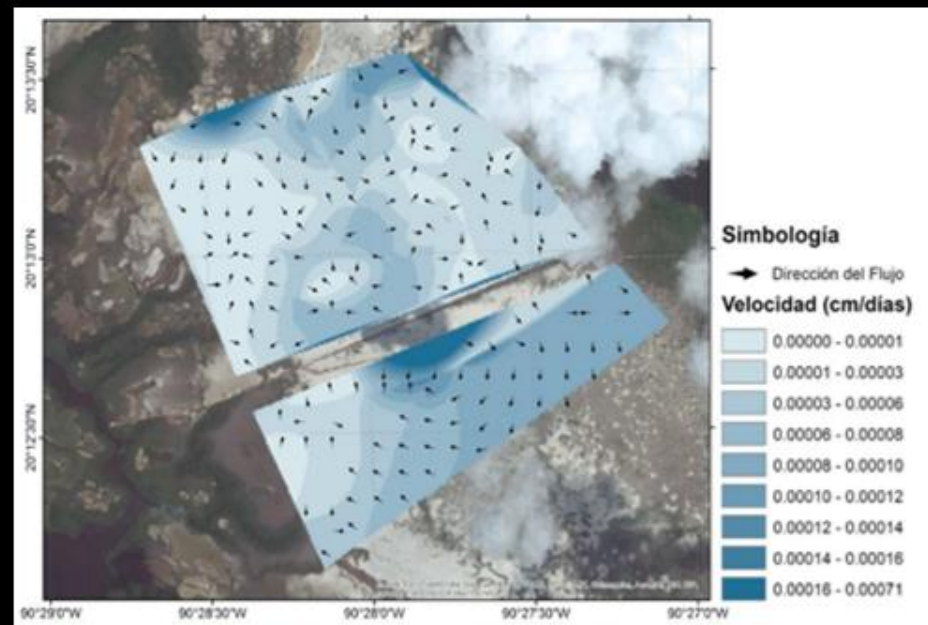 20°13'30"N
20°13'0"N
20°12'30"N
90°29'0"W
90°28'30"W
90°28'0"W
90°27'30"W
90°27'0"W
Simbología
Dirección del Flujo
Velocidad (cm/días)
0.00000 - 0.00001
0.00001 - 0.00003
0.00003 - 0.00006
0.00006 - 0.00008
0.00008 - 0.00010
0.00010 - 0.00012
0.00012 - 0.00014
0.00014 - 0.00016
0.00016 - 0.00071